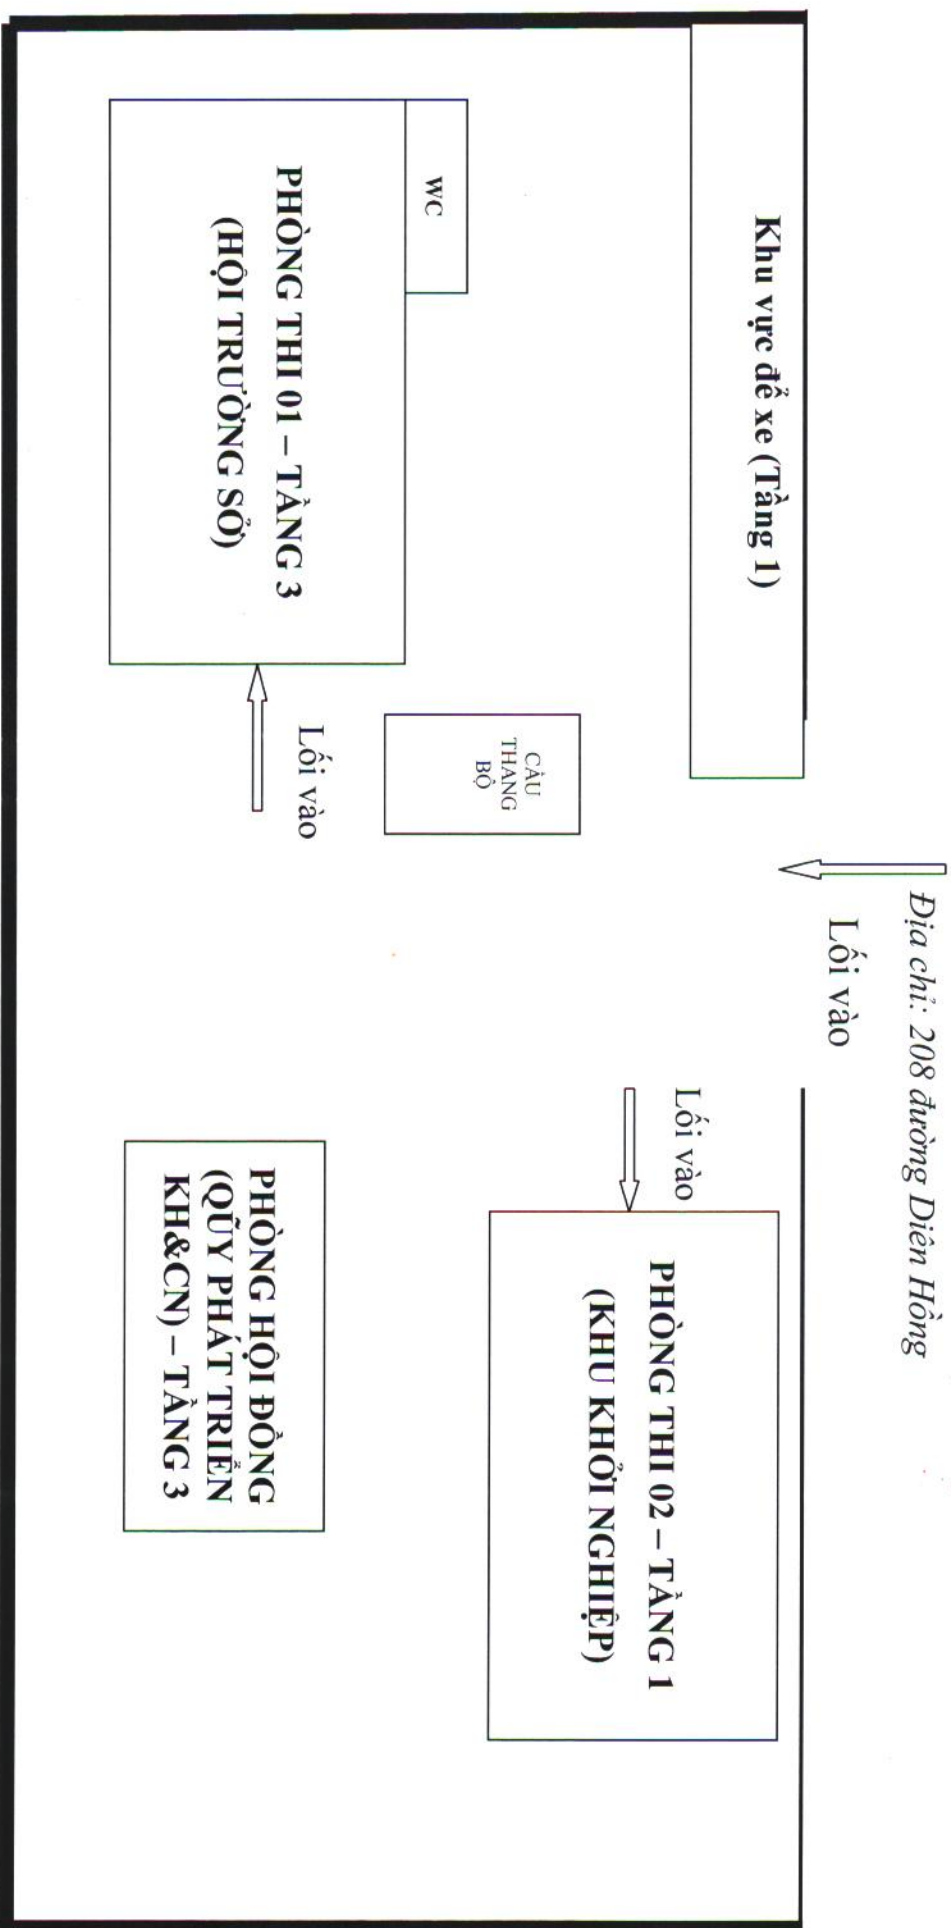 Địa chỉ: 208 đường Diên Hồng
Lối vào
Khu vực để xe (Tầng 1)
Lối vào
PHÒNG THI 02 – TẦNG 1
(KHU KHỞI NGHIỆP)
CẦU
THANG
BỘ
WC
Lối vào
PHÒNG THI 01 – TẦNG 3
(HỘI TRƯỜNG SỞ)
PHÒNG HỘI ĐỒNG
(QŨY PHÁT TRIỂN
KH&CN) – TẦNG 3